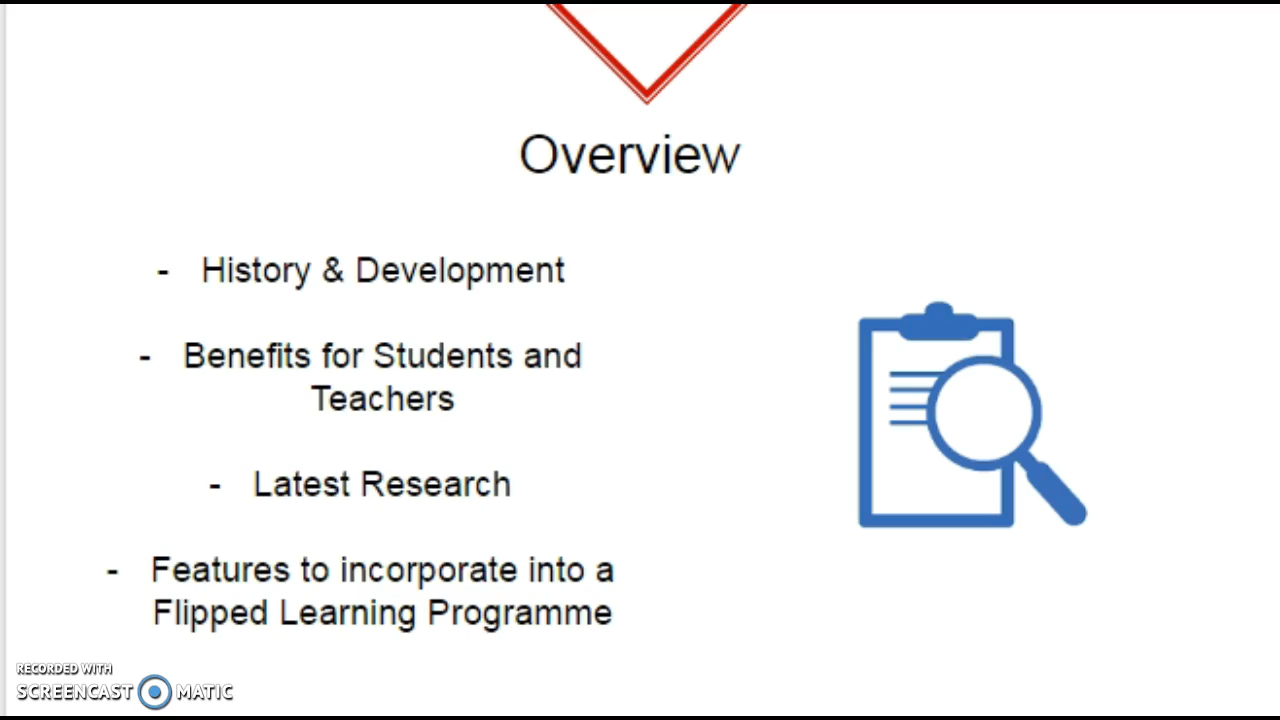 Overview
- History & Development
- Benefits for Students and
Teachers
- Latest Research
- Features to incorporate into a
Flipped Learning Programme
RECORDED WITH
SCREENCAST MATIC